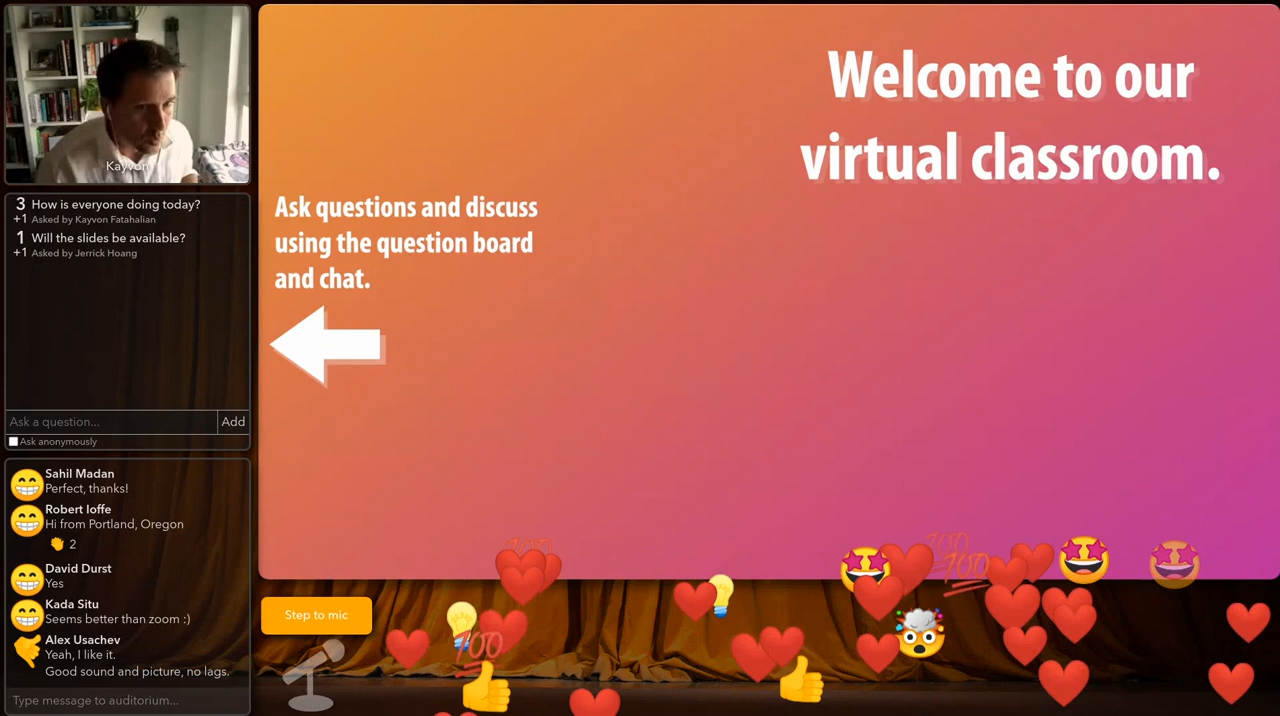 Kayvon
3 How is everyone doing today?
+1 Asked by Kayvon Fatahalian
1 Will the slides be available?
+1 Asked by Jerrick Hoang
Ask a question...
Add
Ask anonymously
Sahil Madan
Perfect, thanks!
Robert Ioffe
Hi from Portland, Oregon
👏 2
David Durst
Yes
Kada Situ
Seems better than zoom :)
Alex Usachev
Yeah, I like it.
Good sound and picture, no lags.
Type message to auditorium...
Welcome to our
virtual classroom.
Ask questions and discuss
using the question board
and chat.
Step to mic
100
100
100
100